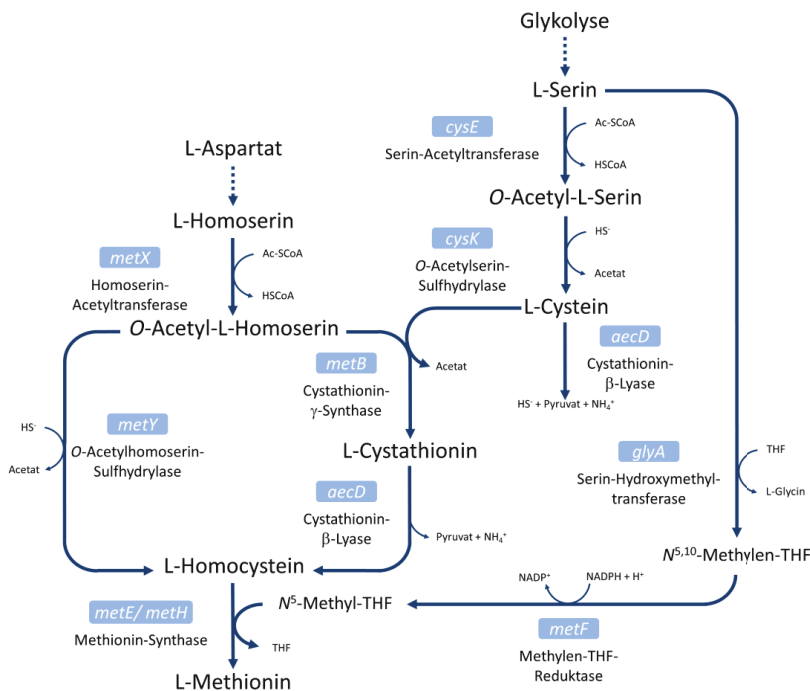 Glykolyse
L-Serin
cysE
Ac-SCoA
Serin-Acetyltransferase
HSCoA
L-Aspartat
O-Acetyl-L-Serin
L-Homoserin
cysK
HS⁻
metX
Ac-SCoA
O-Acetylserin-
Sulfhydrylase
Acetat
Homoserin-
Acetyltransferase
HSCoA
L-Cystein
O-Acetyl-L-Homoserin
aecD
metB
Acetat
Cystathionin-
β-Lyase
Cystathionin-
γ-Synthase
HS⁻ + Pyruvat + NH₄⁺
metY
HS⁻
O-Acetylhomoserin-
Sulfhydrylase
Acetat
L-Cystathionin
glyA
THF
Serin-Hydroxymethyl-
transferase
L-Glycin
aecD
Cystathionin-
β-Lyase
Pyruvat + NH₄⁺
L-Homocystein
N⁵,¹⁰-Methylen-THF
NADP⁺
NADPH + H⁺
metE/ metH
N⁵-Methyl-THF
Methionin-Synthase
THF
metF
Methylen-THF-
Reduktase
L-Methionin